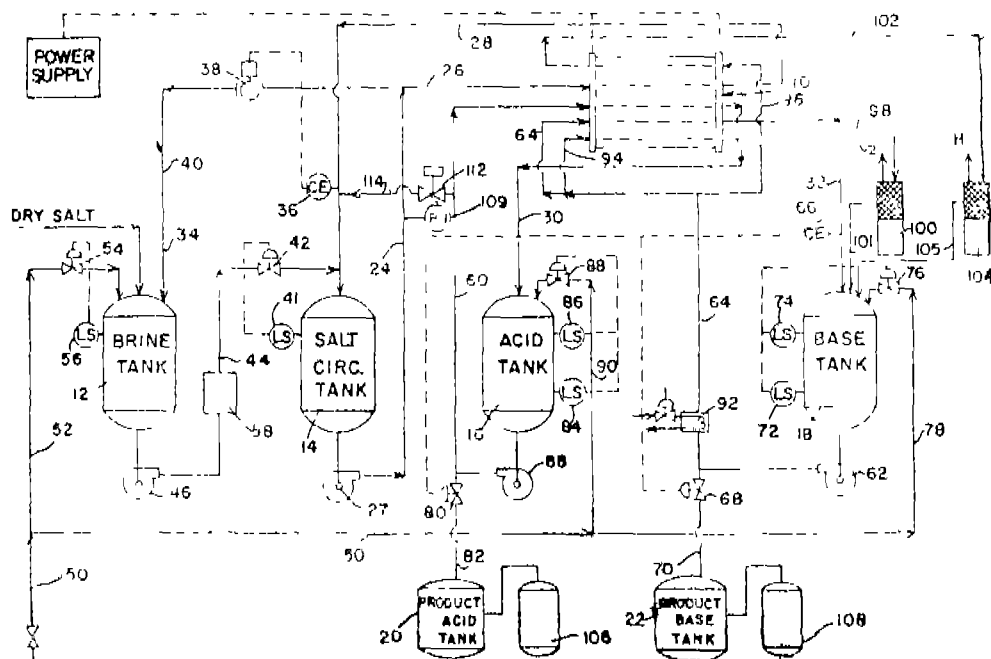 102
28
POWER
SUPPLY
38
26
10
96
98
H
64
94
40
112
114
CE
36
109
30
66
CE
100
101
105
104
DRY SALT
54
34
42
24
60
88
76
41
86
64
74
LS
BRINE
TANK
LS
SALT
CIRC.
TANK
ACID
TANK
LS
LS
BASE
TANK
56
12
44
90
92
LS
LS
84
72
18
52
58
14
16
78
46
27
88
80
68
62
50
50
82
70
PRODUCT
ACID
TANK
20
106
PRODUCT
BASE
TANK
22
108